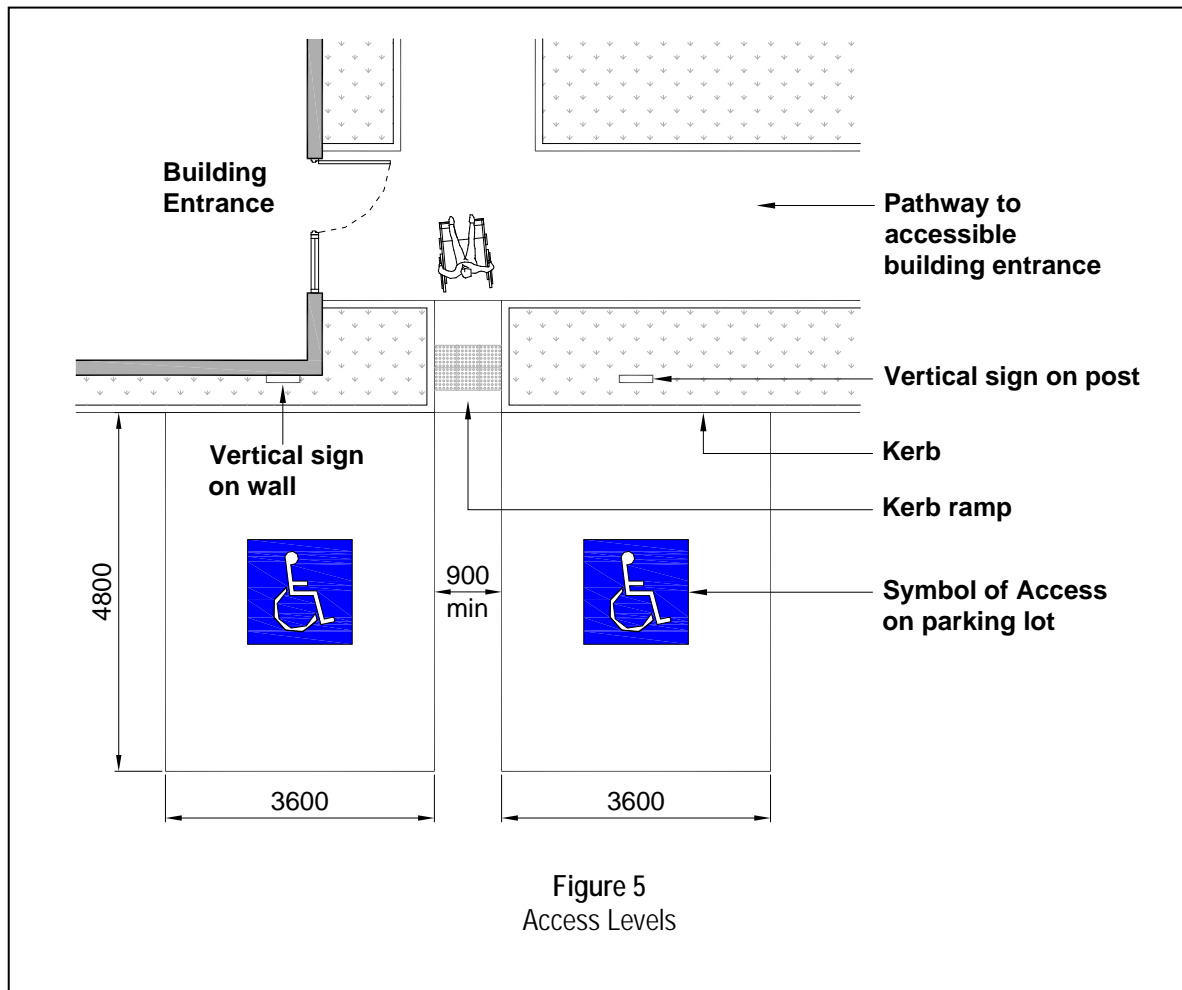 Building
Entrance
Pathway to
accessible
building entrance
Vertical sign on post
Vertical sign
on wall
Kerb
Kerb ramp
4800
900
min
Symbol of Access
on parking lot
3600
3600
Figure 5
Access Levels